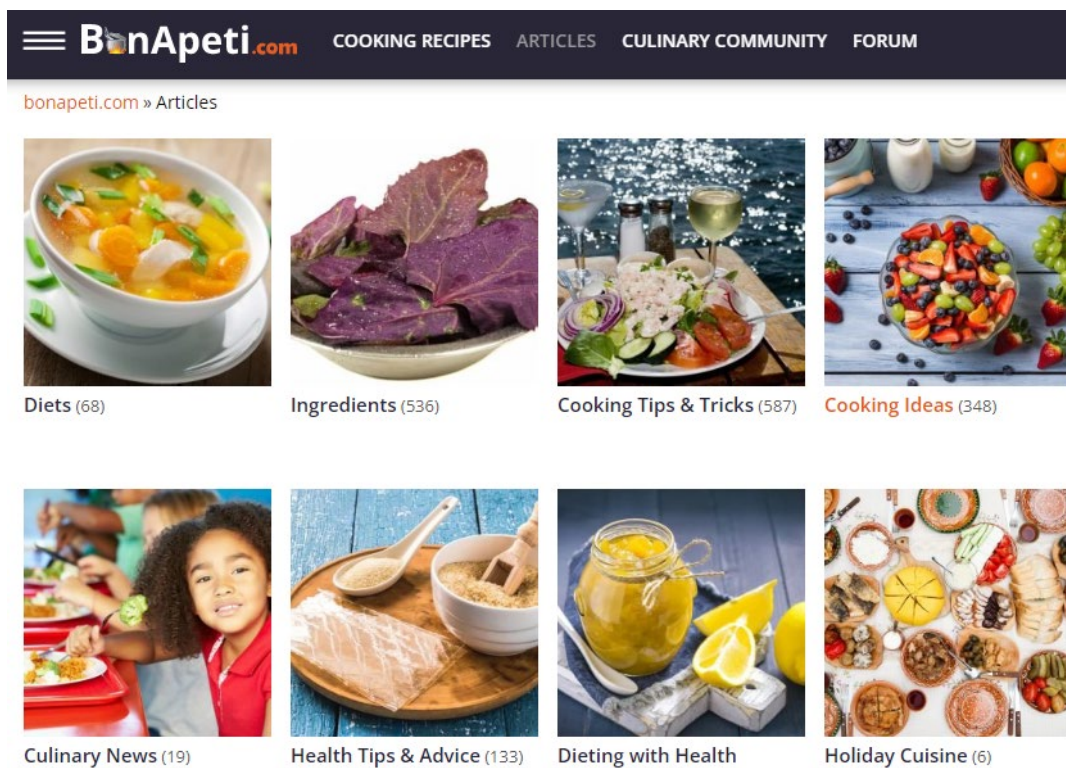 BonApeti.com COOKING RECIPES ARTICLES CULINARY COMMUNITY FORUM
bonapeti.com » Articles
Diets (68) Ingredients (536) Cooking Tips & Tricks (587) Cooking Ideas (348)
Culinary News (19) Health Tips & Advice (133) Dieting with Health Holiday Cuisine (6)